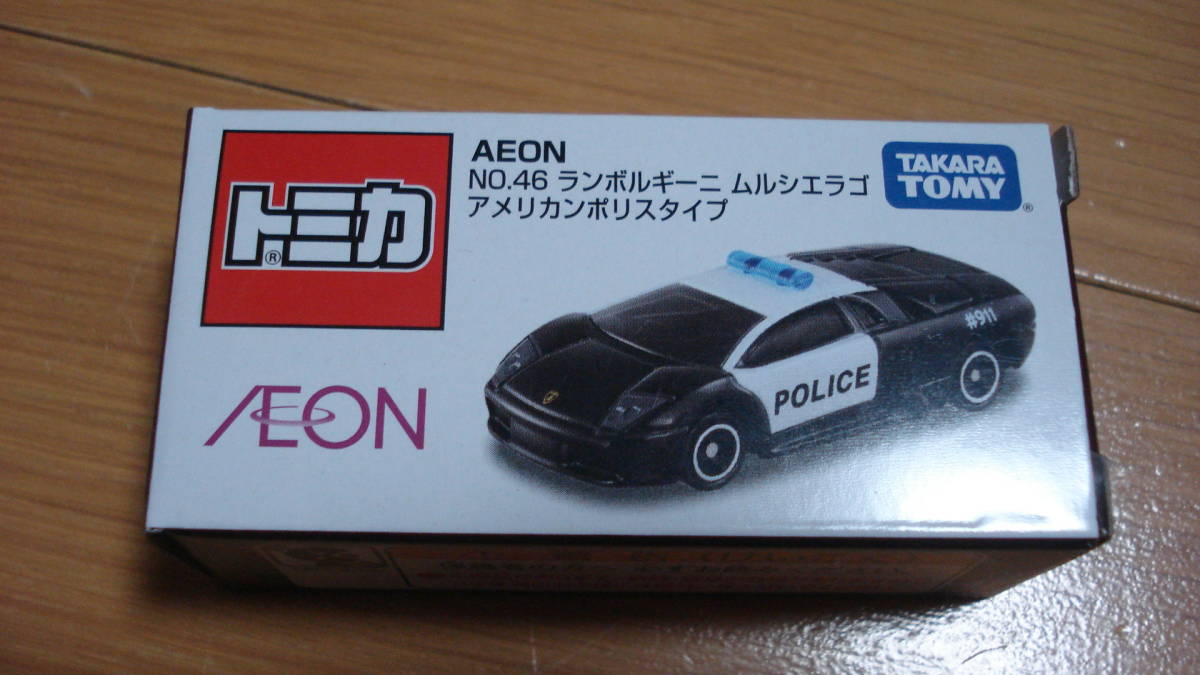 トミカ®
AEON
NO.46 ランボルギーニ ムルシエラゴ
アメリカンポリスタイプ
TAKARA
TOMY®
#911
POLICE
AEON